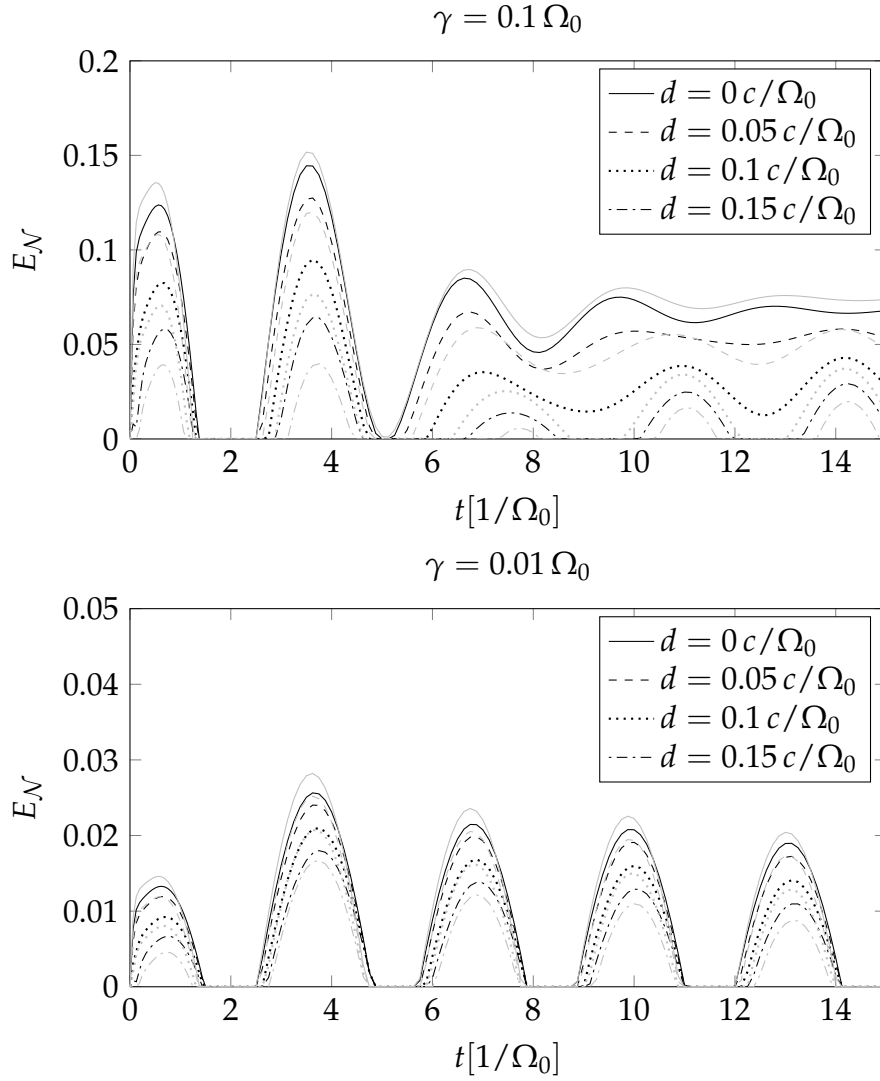 γ = 0.1 Ω₀
0.2
0.15
0.1
0.05
0
E_𝒩
d = 0 c/Ω₀
d = 0.05 c/Ω₀
d = 0.1 c/Ω₀
d = 0.15 c/Ω₀
0 2 4 6 8 10 12 14
t[1/Ω₀]
γ = 0.01 Ω₀
0.05
0.04
0.03
0.02
0.01
0
E_𝒩
d = 0 c/Ω₀
d = 0.05 c/Ω₀
d = 0.1 c/Ω₀
d = 0.15 c/Ω₀
0 2 4 6 8 10 12 14
t[1/Ω₀]